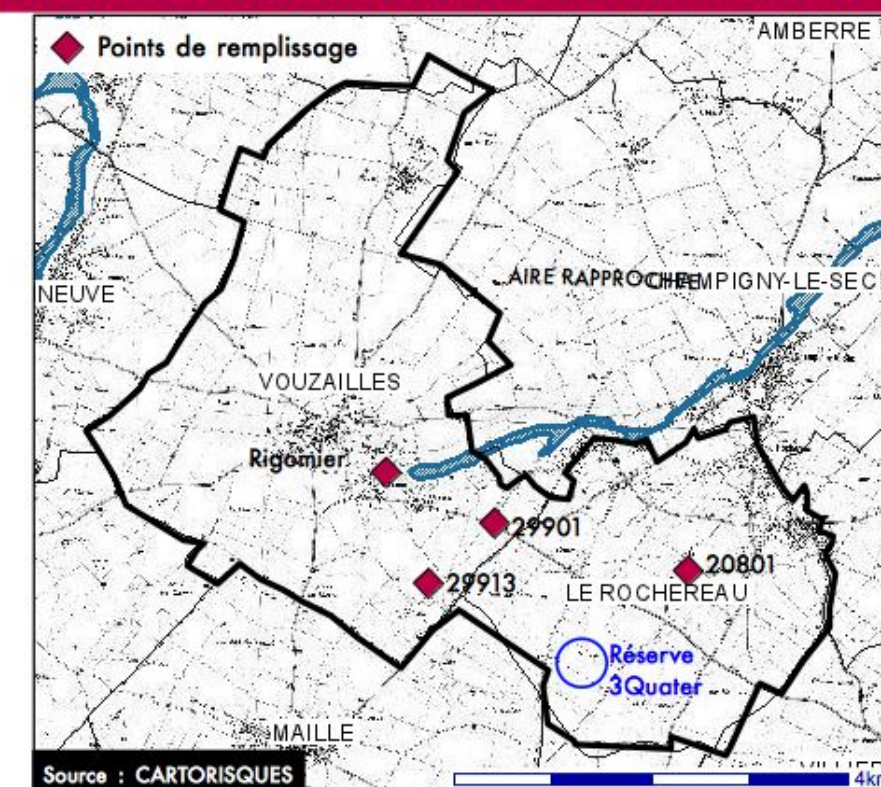 Points de remplissage
AMBERRE
NEUVE
AIRE RAPPROCHEE
CHAMPIGNY-LE-SEC
VOUZAILLES
Rigomier
29901
29913
20801
LE ROCHEREAU
Réserve
3Quater
MAILLE
Source : CARTORISQUES
4km